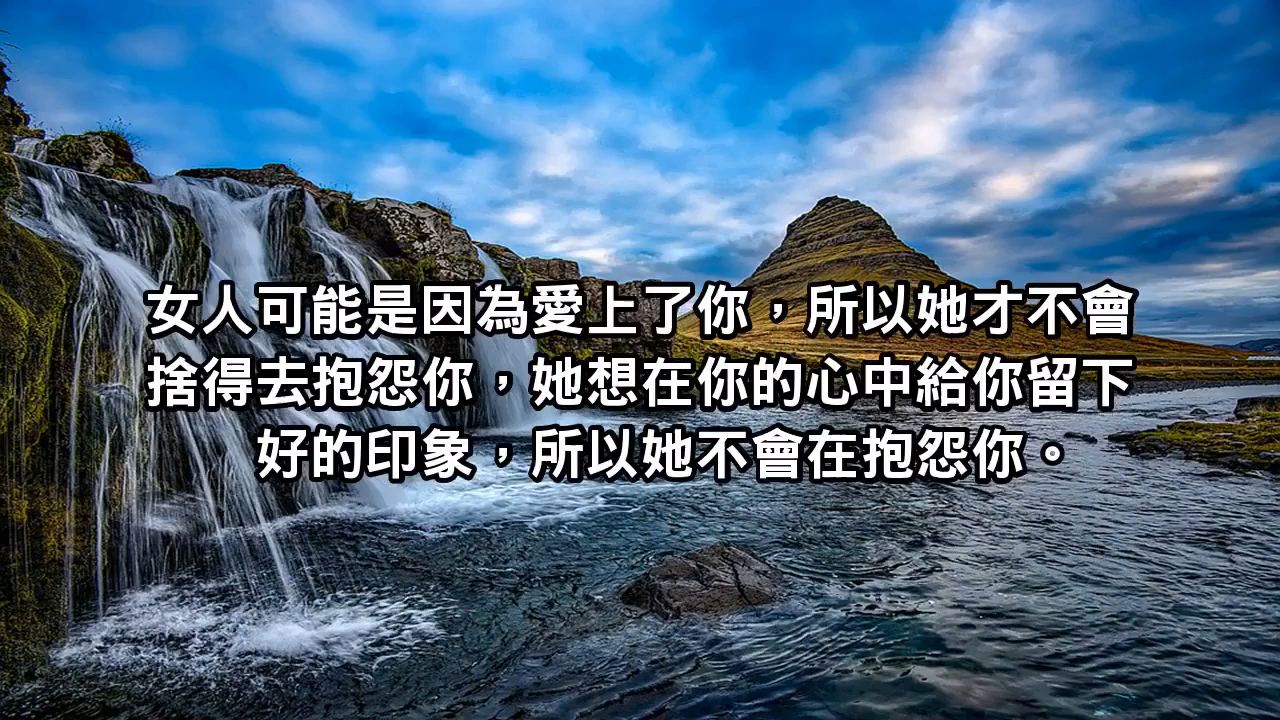 女人可能是因為愛上了你，所以她才不會
捨得去抱怨你，她想在你的心中給你留下
好的印象，所以她不會在抱怨你。